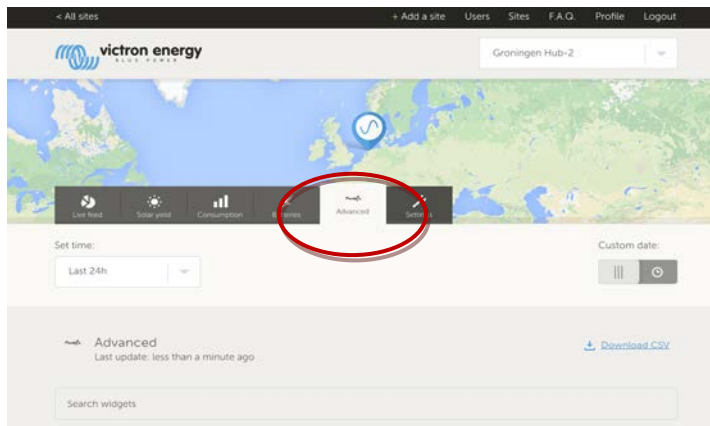 < All sites + Add a site Users Sites F.A.Q. Profile Logout
victron energy
BLUE POWER
Groningen Hub-2
Live feed Solar yield Consumption Batteries Advanced Settings
Set time:
Custom date:
Last 24h
Advanced
Last update: less than a minute ago
Download CSV
Search widgets